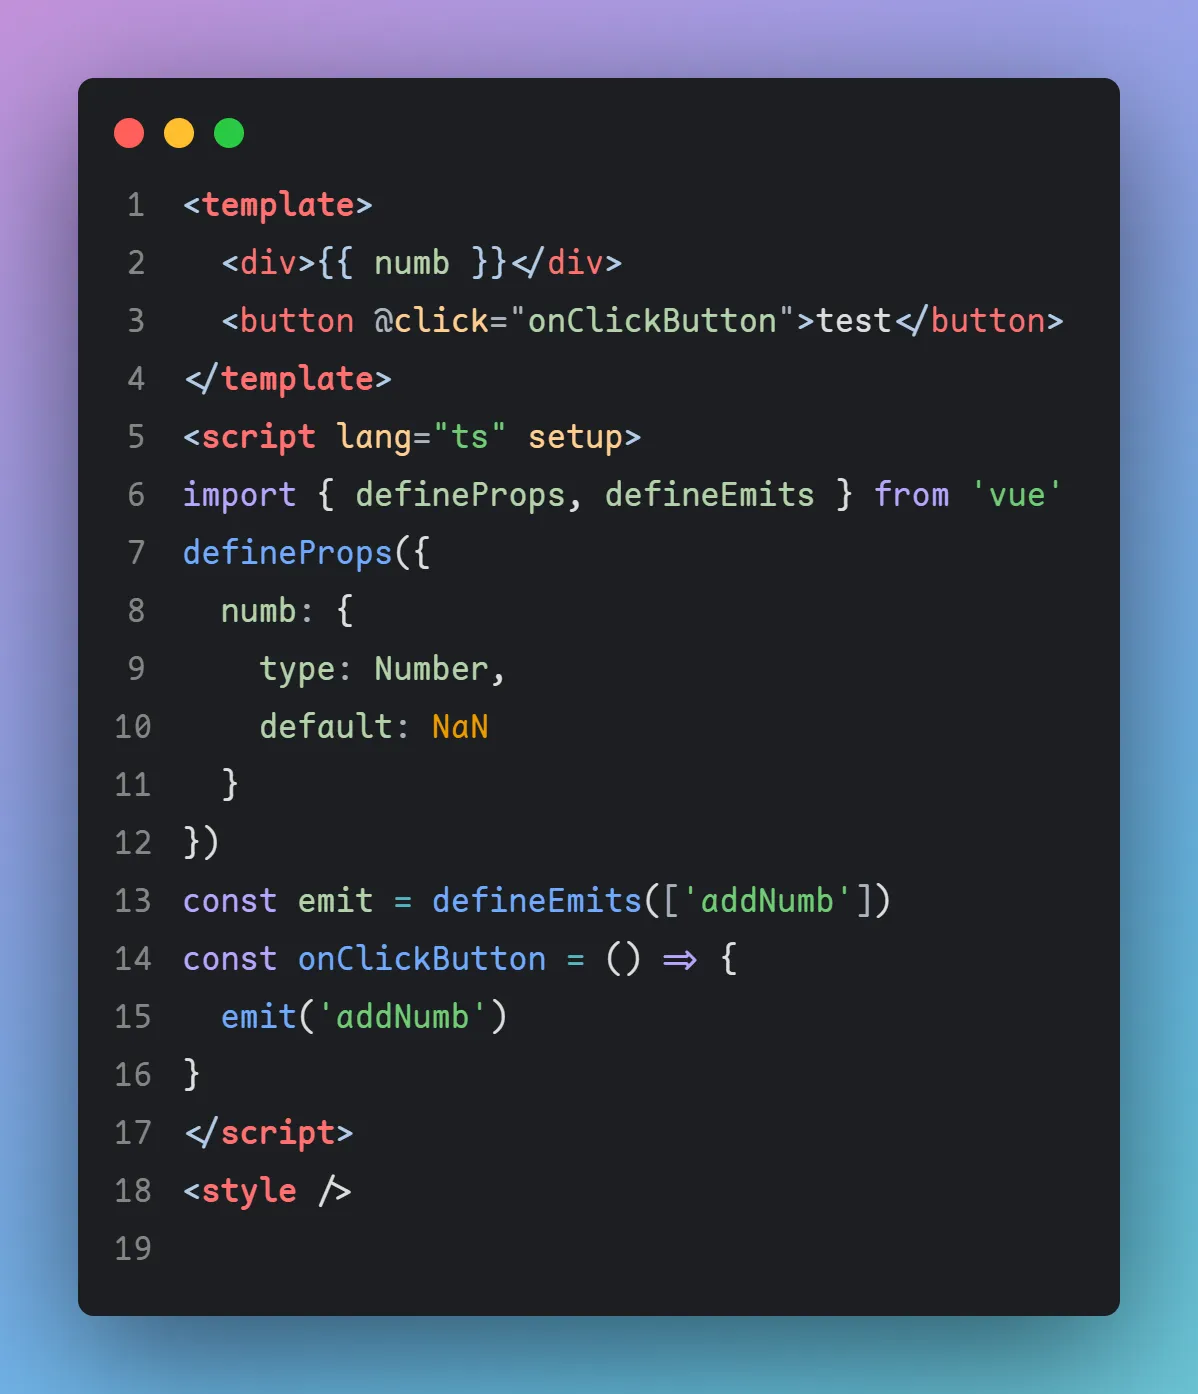 1 <template>
2   <div>{{ numb }}</div>
3   <button @click="onClickButton">test</button>
4 </template>
5 <script lang="ts" setup>
6 import { defineProps, defineEmits } from 'vue'
7 defineProps({
8   numb: {
9     type: Number,
10     default: NaN
11   }
12 })
13 const emit = defineEmits(['addNumb'])
14 const onClickButton = () => {
15   emit('addNumb')
16 }
17 </script>
18 <style />
19